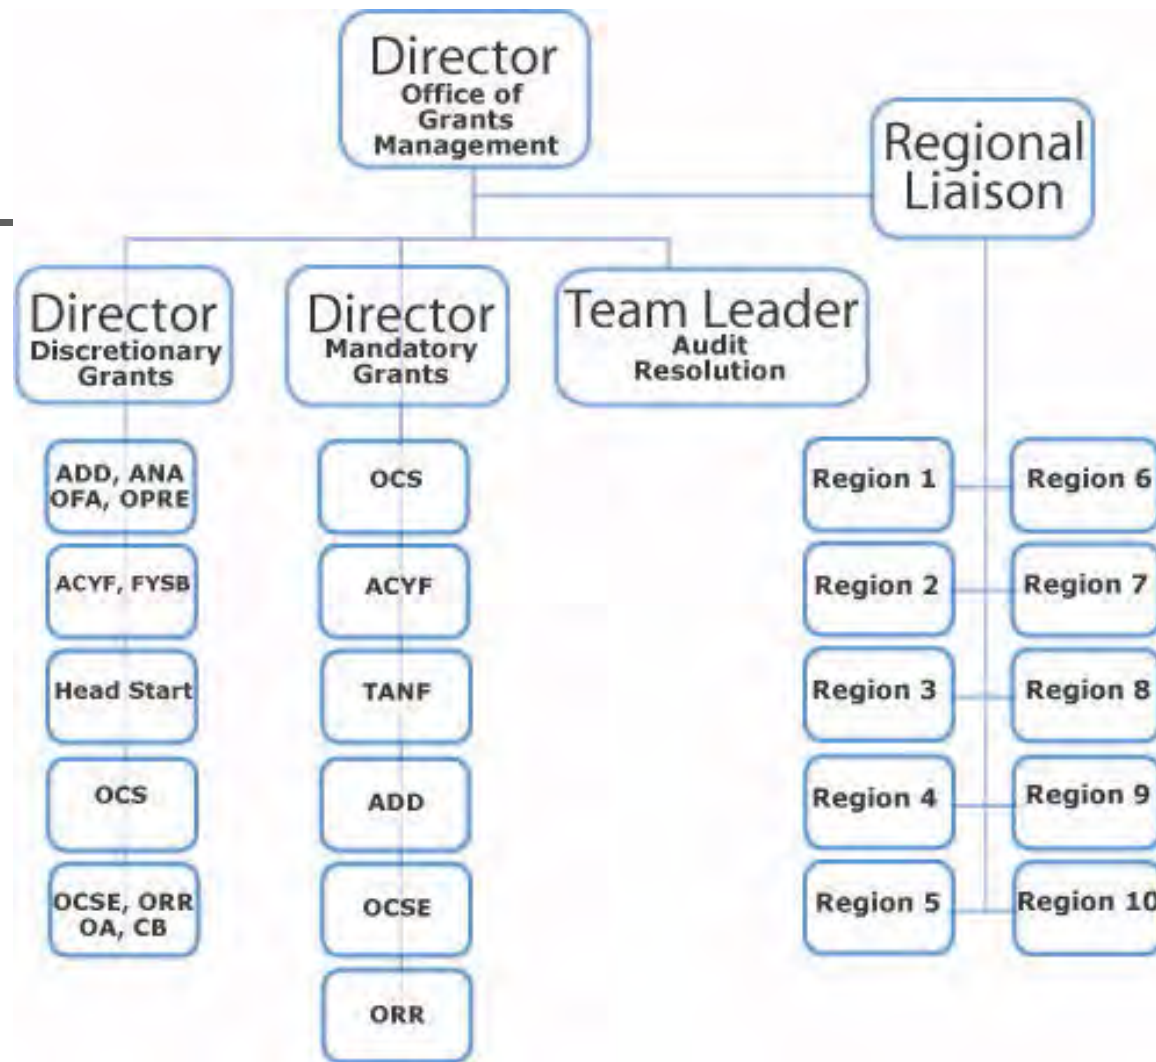 Director
Office of
Grants
Management
Regional
Liaison
Director
Discretionary
Grants
Director
Mandatory
Grants
Team Leader
Audit
Resolution
ADD, ANA
OFA, OPRE
ACYF, FYSB
Head Start
OCS
OCSE, ORR
OA, CB
OCS
ACYF
TANF
ADD
OCSE
ORR
Region 1
Region 2
Region 3
Region 4
Region 5
Region 6
Region 7
Region 8
Region 9
Region 10